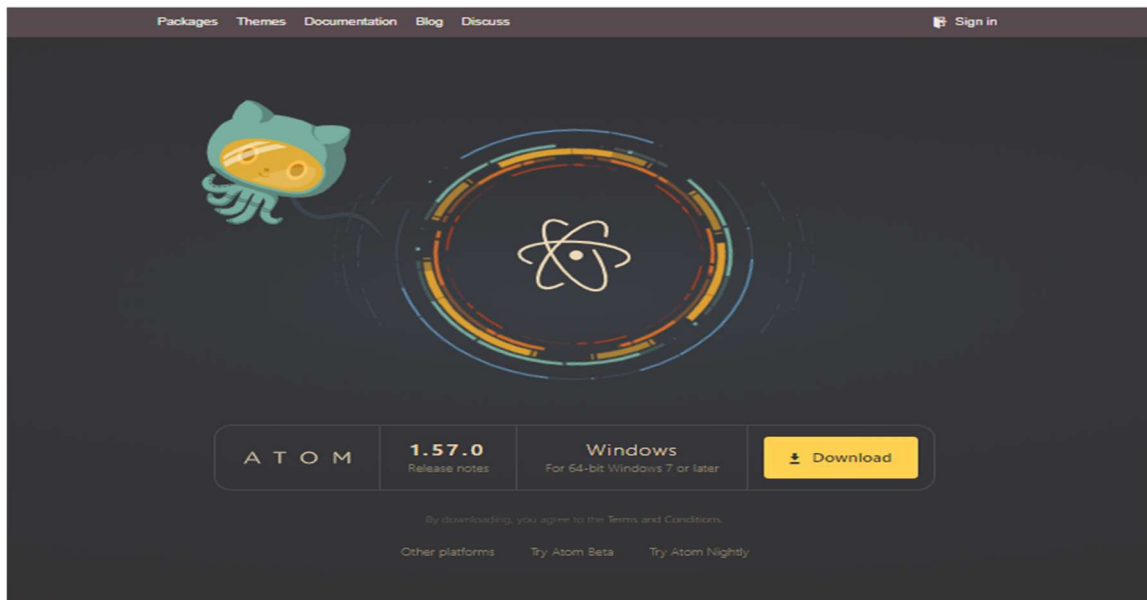 Packages Themes Documentation Blog Discuss Sign in
ATOM 1.57.0 Windows Download
Release notes For 64-bit Windows 7 or later
By downloading, you agree to the Terms and Conditions.
Other platforms Try Atom Beta Try Atom Nightly